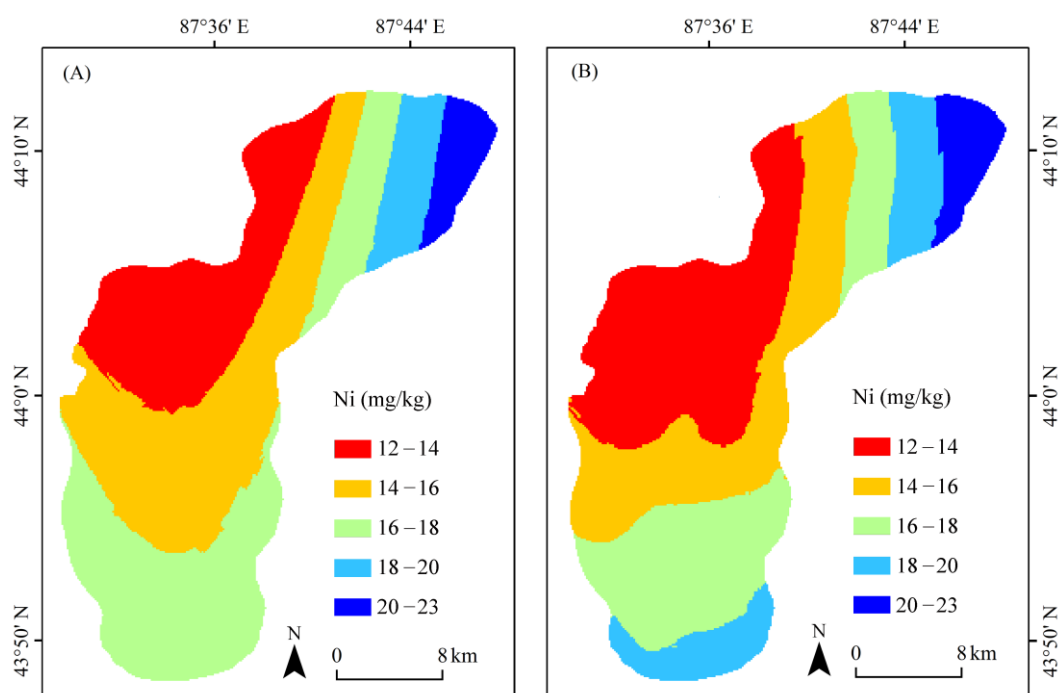 87°36' E 87°44' E 87°36' E 87°44' E
(A) (B)
44°10' N 44°10' N
44°0' N 44°0' N
43°50' N 43°50' N
Ni (mg/kg)
12–14
14–16
16–18
18–20
20–23
N
0 8 km
Ni (mg/kg)
12–14
14–16
16–18
18–20
20–23
N
0 8 km